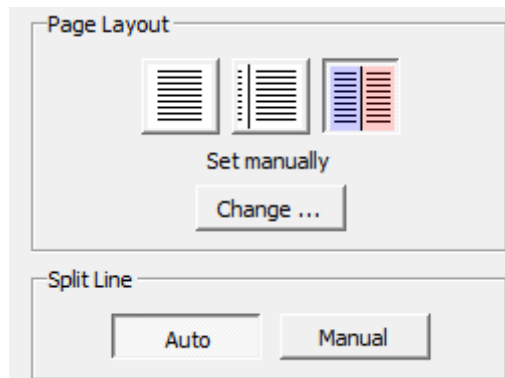 Page Layout
Set manually
Change ...
Split Line
Auto
Manual